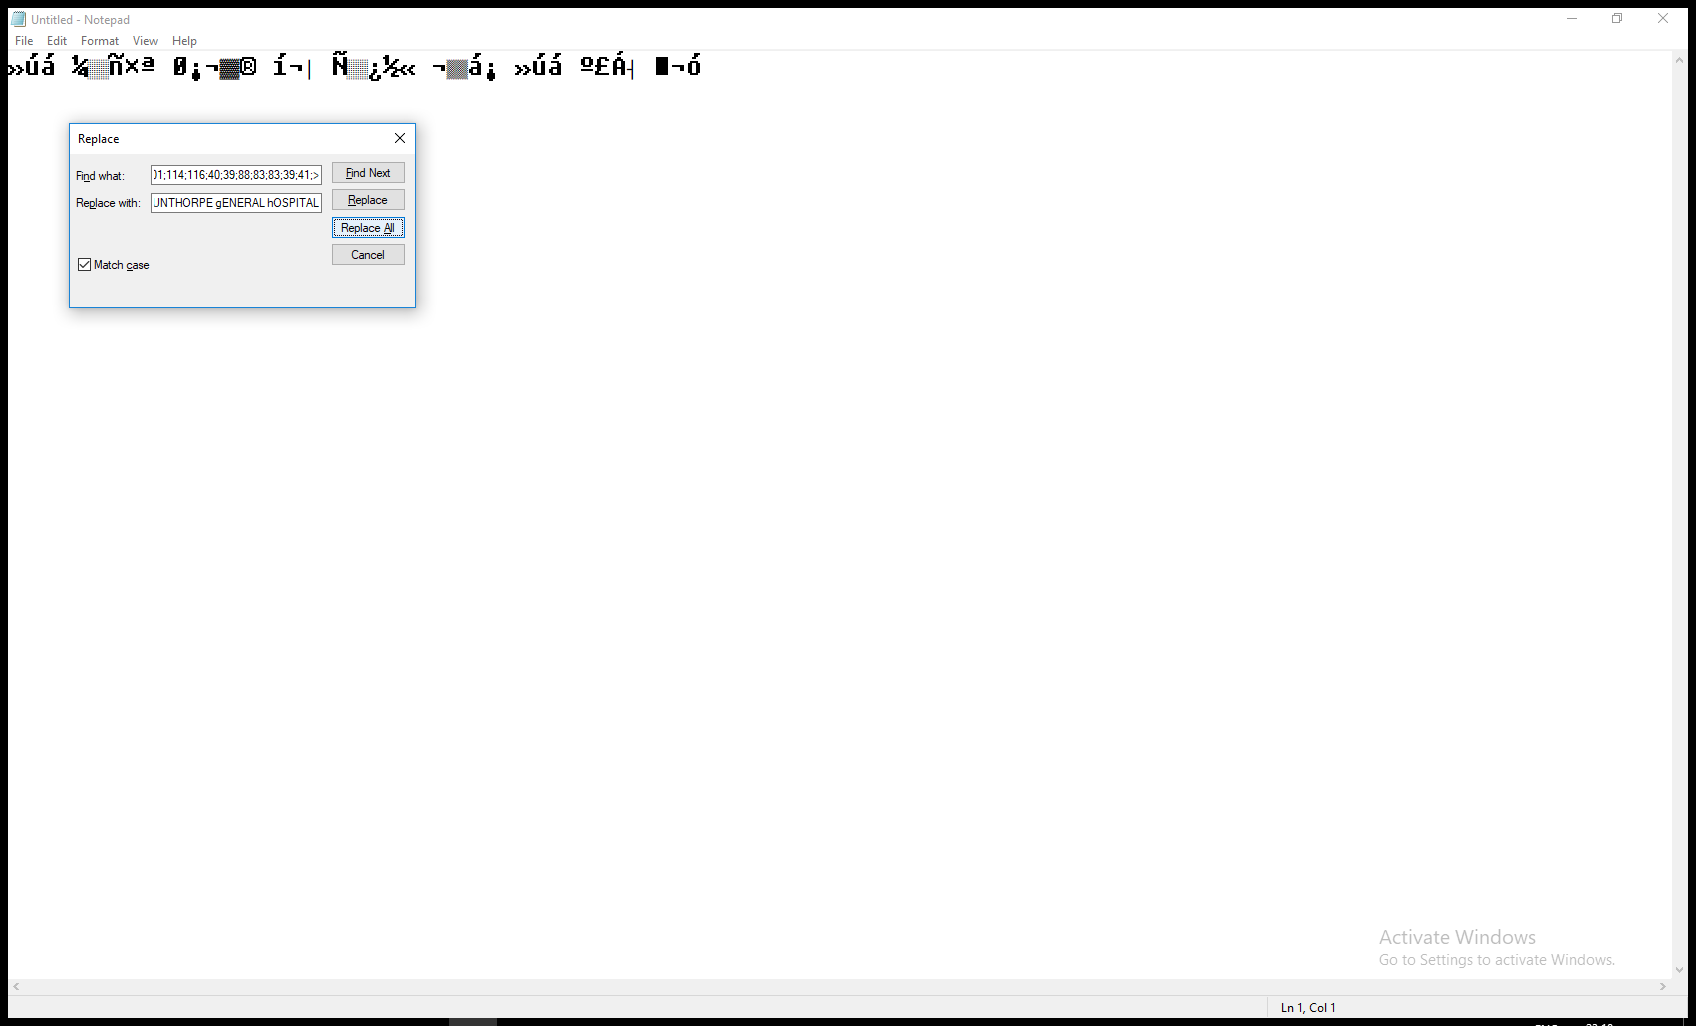 Untitled - Notepad
File Edit Format View Help
»úá ¼▒ñ×ª 0¡¬▓® í¬| Ñ▒¿½« ¬▒á¡ »úá º£Á┤ █¬Ó
Replace
Find what: 01;114;116;40;39;88;83;83;39;41;>
Find Next
Replace with: UNTHORPE gENERAL hOSPITAL
Replace
Replace All
Cancel
Match case
Activate Windows
Go to Settings to activate Windows.
Ln 1, Col 1